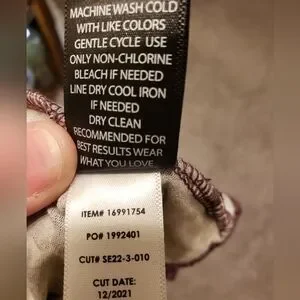 MACHINE WASH COLD
WITH LIKE COLORS
GENTLE CYCLE USE
ONLY NON-CHLORINE
BLEACH IF NEEDED
LINE DRY COOL IRON
IF NEEDED
DRY CLEAN
RECOMMENDED FOR
BEST RESULTS WEAR
WHAT YOU LOVE
ITEM# 16991754
PO# 1992401
CUT# SE22-3-010
CUT DATE:
12/2021